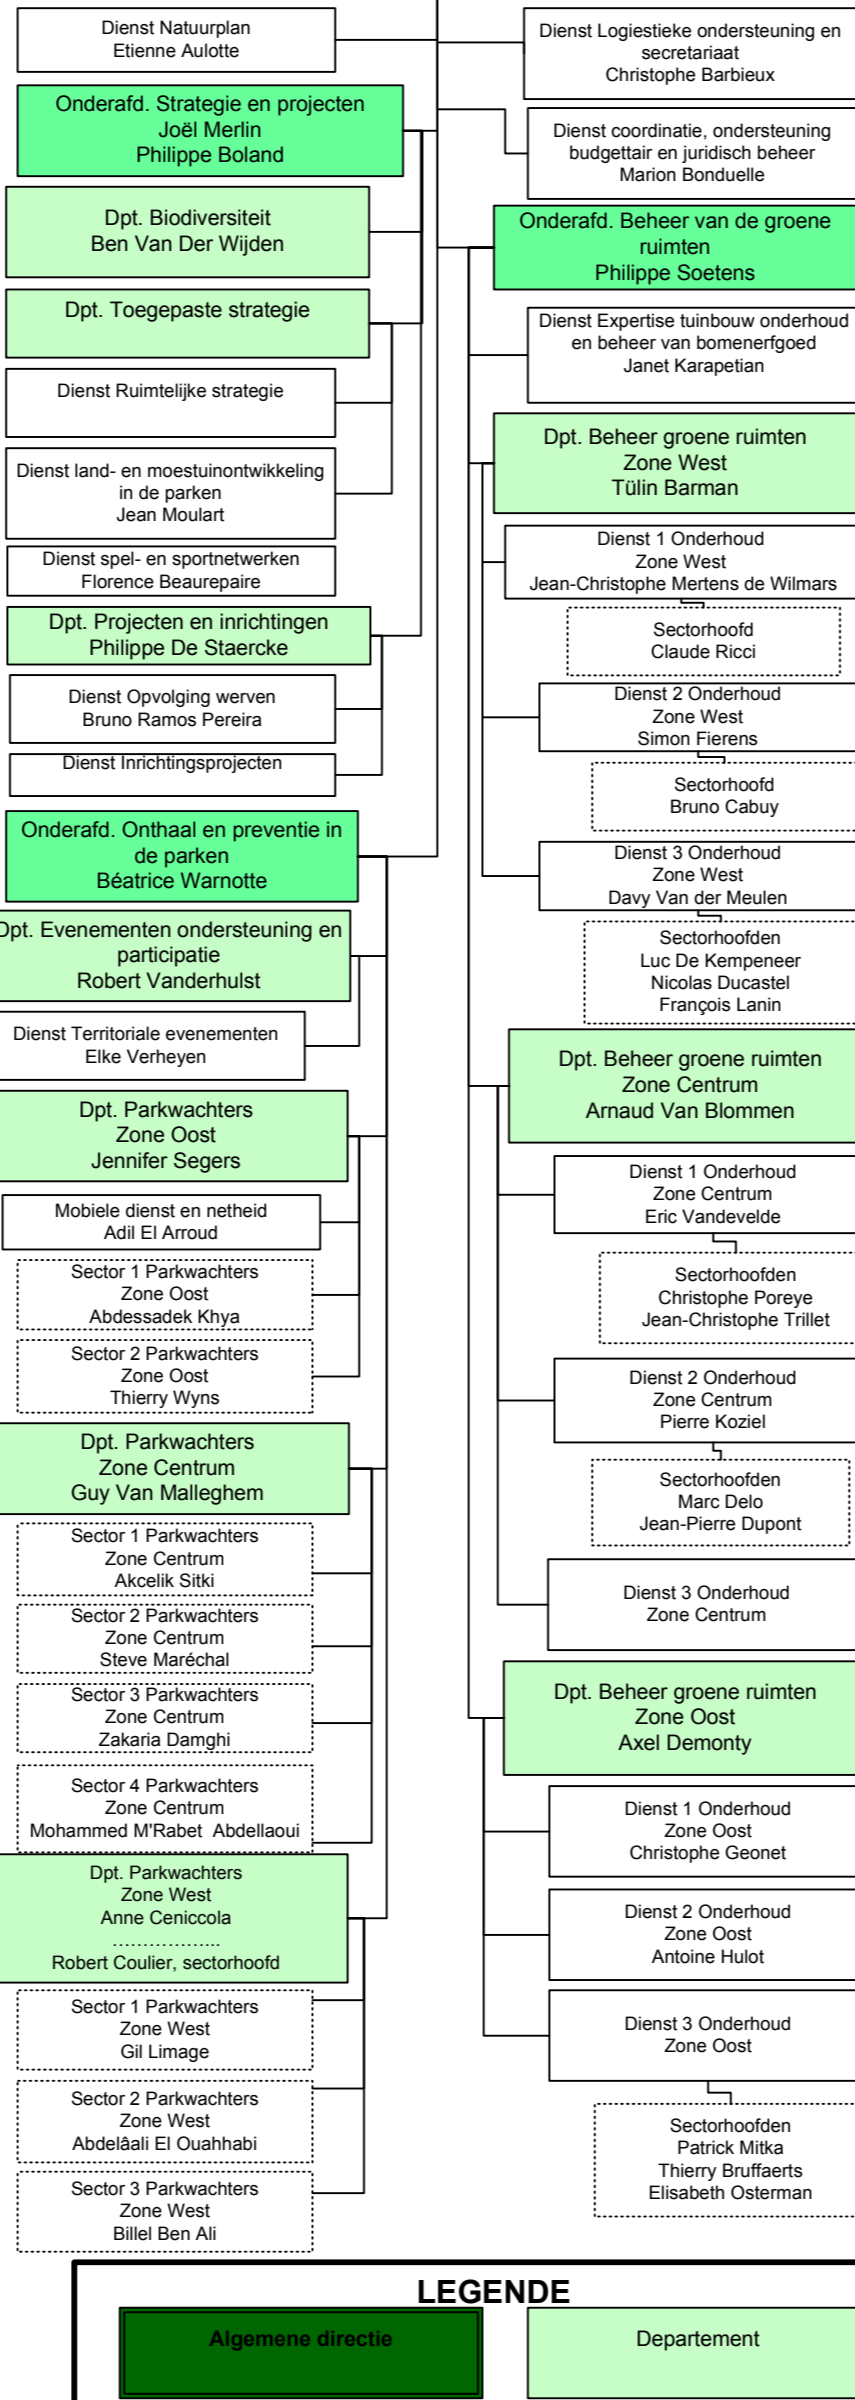 Dienst Natuurplan
Etienne Aulotte
Onderafd. Strategie en projecten
Joël Merlin
Philippe Boland
Dpt. Biodiversiteit
Ben Van Der Wijden
Dpt. Toegepaste strategie
Dienst Ruimtelijke strategie
Dienst land- en moestuinontwikkeling
in de parken
Jean Moulart
Dienst spel- en sportnetwerken
Florence Beaurepaire
Dpt. Projecten en inrichtingen
Philippe De Staercke
Dienst Opvolging werven
Bruno Ramos Pereira
Dienst Inrichtingsprojecten
Onderafd. Onthaal en preventie in
de parken
Béatrice Warnotte
Dpt. Evenementen ondersteuning en
participatie
Robert Vanderhulst
Dienst Territoriale evenementen
Elke Verheyen
Dpt. Parkwachters
Zone Oost
Jennifer Segers
Mobiele dienst en netheid
Adil El Arroud
Sector 1 Parkwachters
Zone Oost
Abdessadek Khya
Sector 2 Parkwachters
Zone Oost
Thierry Wyns
Dpt. Parkwachters
Zone Centrum
Guy Van Malleghem
Sector 1 Parkwachters
Zone Centrum
Akcelik Sitki
Sector 2 Parkwachters
Zone Centrum
Steve Maréchal
Sector 3 Parkwachters
Zone Centrum
Zakaria Damghi
Sector 4 Parkwachters
Zone Centrum
Mohammed M'Rabet Abdellaoui
Dpt. Parkwachters
Zone West
Anne Ceniccola
.................
Robert Coulier, sectorhoofd
Sector 1 Parkwachters
Zone West
Gil Limage
Sector 2 Parkwachters
Zone West
Abdelâali El Ouahhabi
Sector 3 Parkwachters
Zone West
Billel Ben Ali
Dienst Logiestieke ondersteuning en
secretariaat
Christophe Barbieux
Dienst coordinatie, ondersteuning
budgettair en juridisch beheer
Marion Bonduelle
Onderafd. Beheer van de groene
ruimten
Philippe Soetens
Dienst Expertise tuinbouw onderhoud
en beheer van bomenerfgoed
Janet Karapetian
Dpt. Beheer groene ruimten
Zone West
Tülin Barman
Dienst 1 Onderhoud
Zone West
Jean-Christophe Mertens de Wilmars
Sectorhoofd
Claude Ricci
Dienst 2 Onderhoud
Zone West
Simon Fierens
Sectorhoofd
Bruno Cabuy
Dienst 3 Onderhoud
Zone West
Davy Van der Meulen
Sectorhoofden
Luc De Kempeneer
Nicolas Ducastel
François Lanin
Dpt. Beheer groene ruimten
Zone Centrum
Arnaud Van Blommen
Dienst 1 Onderhoud
Zone Centrum
Eric Vandevelde
Sectorhoofden
Christophe Poreye
Jean-Christophe Trillet
Dienst 2 Onderhoud
Zone Centrum
Pierre Koziel
Sectorhoofden
Marc Delo
Jean-Pierre Dupont
Dienst 3 Onderhoud
Zone Centrum
Dpt. Beheer groene ruimten
Zone Oost
Axel Demonty
Dienst 1 Onderhoud
Zone Oost
Christophe Geonet
Dienst 2 Onderhoud
Zone Oost
Antoine Hulot
Dienst 3 Onderhoud
Zone Oost
Sectorhoofden
Patrick Mitka
Thierry Bruffaerts
Elisabeth Osterman
LEGENDE
Algemene directie
Departement